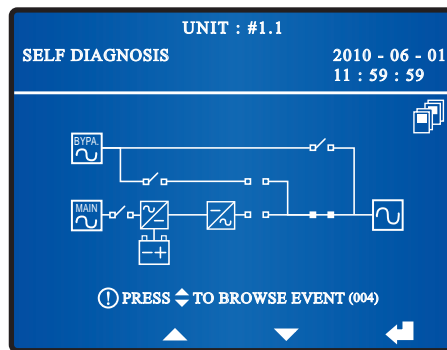 UNIT : #1.1
SELF DIAGNOSIS
2010 - 06 - 01
11 : 59 : 59
BYPA.
MAIN
PRESS TO BROWSE EVENT (004)